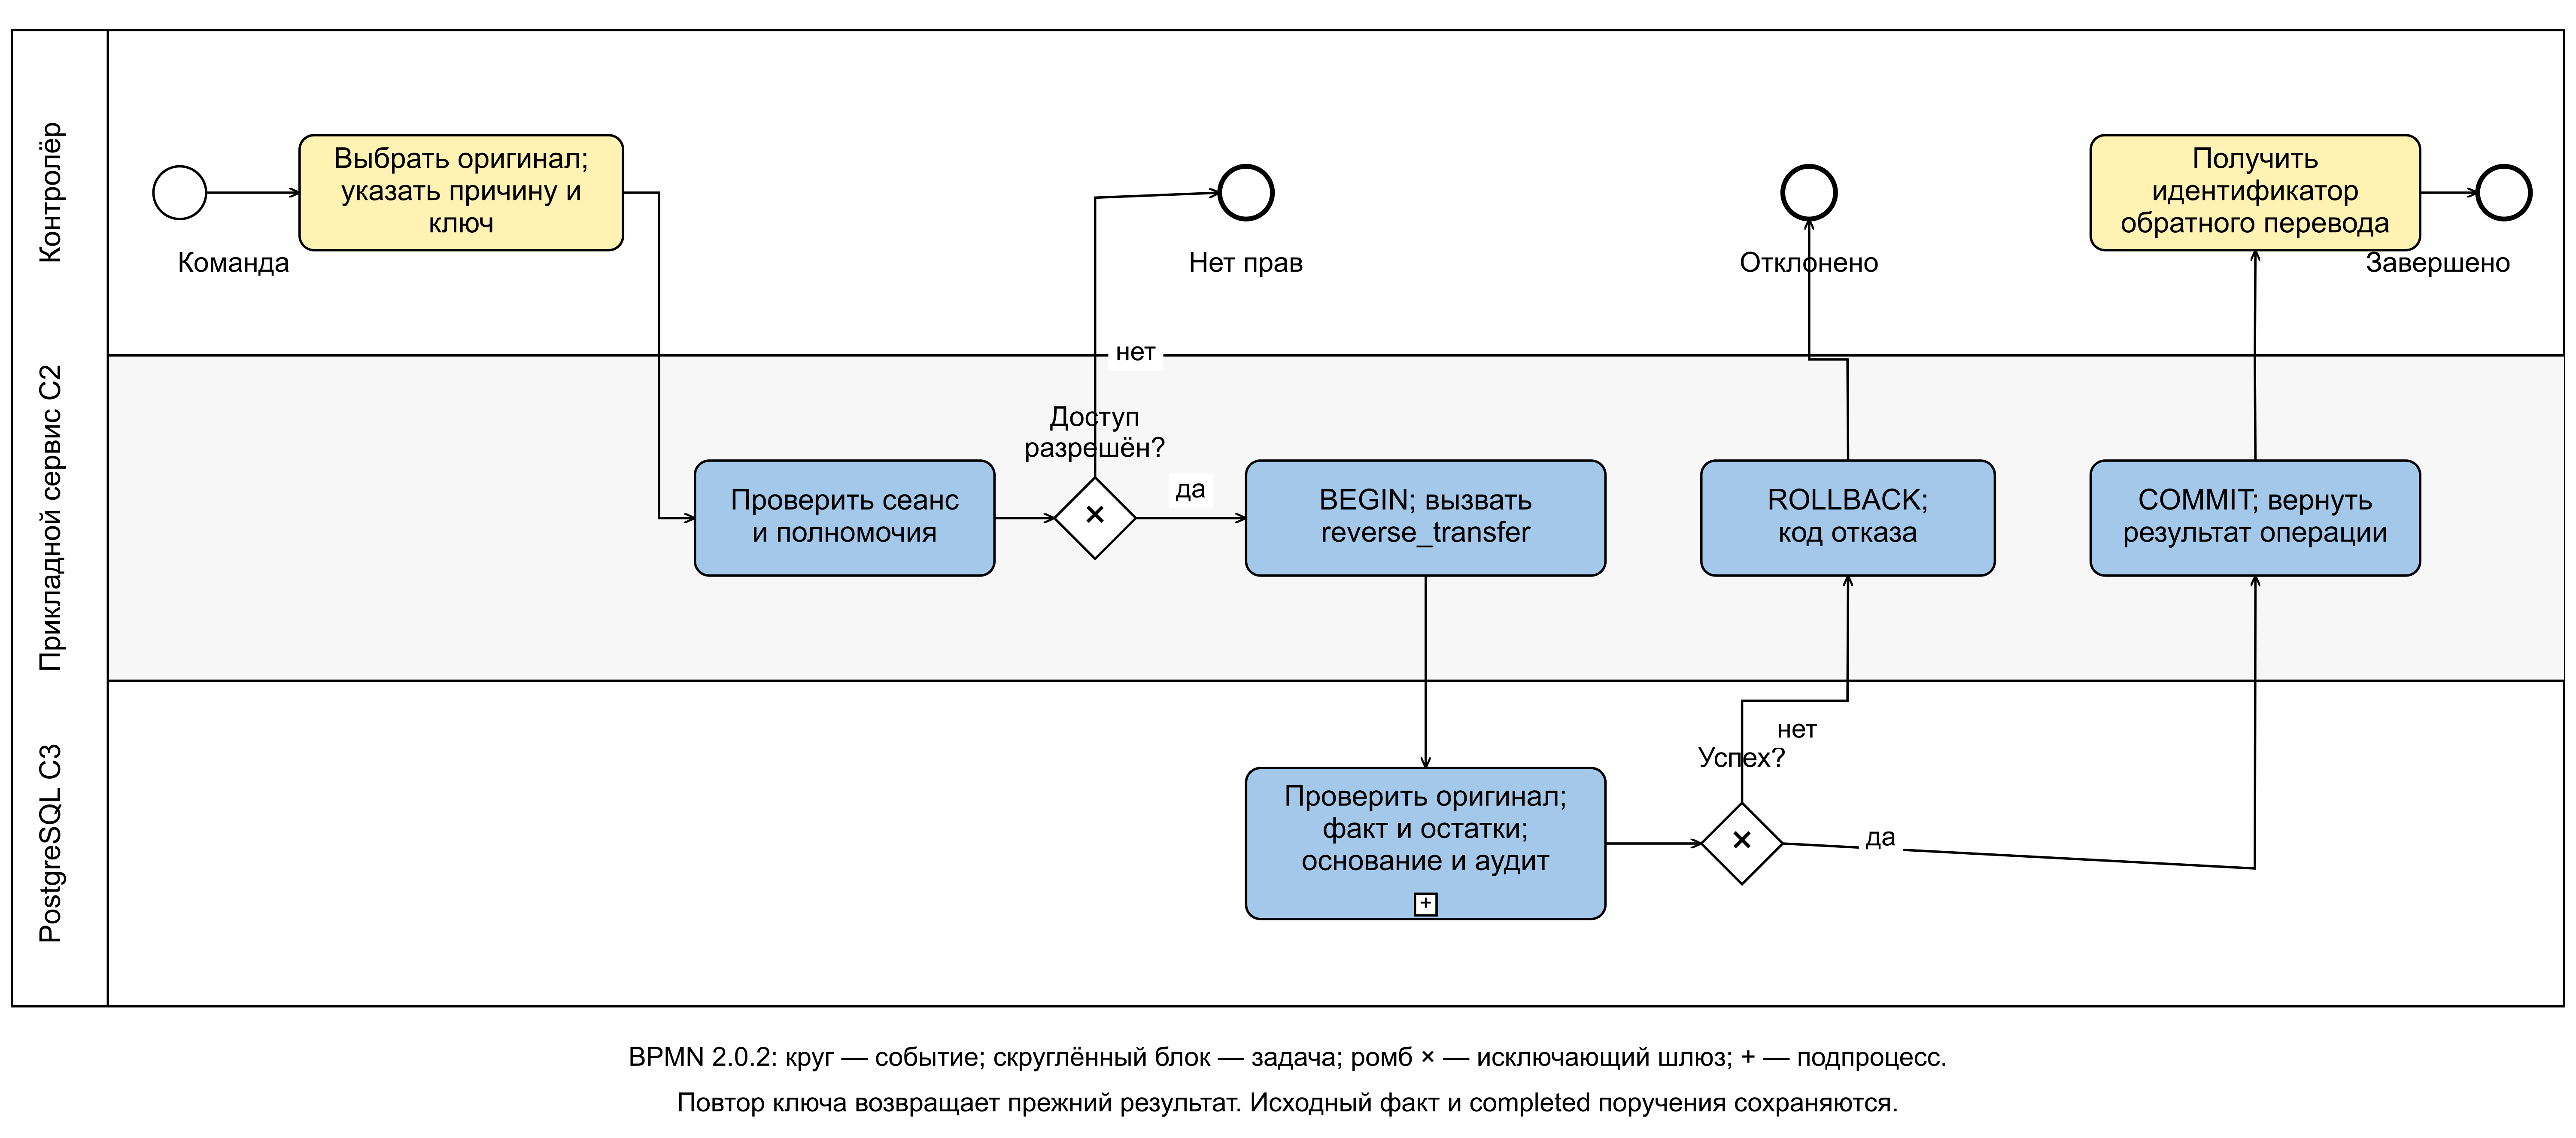 Контролёр
Команда
Выбрать оригинал;
указать причину и
ключ
Нет прав
Отклонено
Получить
идентификатор
обратного перевода
Завершено
Прикладной сервис C2
нет
Проверить сеанс
и полномочия
Доступ
разрешён?
да
BEGIN; вызвать
reverse_transfer
ROLLBACK;
код отказа
COMMIT; вернуть
результат операции
PostgreSQL C3
Проверить оригинал;
факт и остатки;
основание и аудит
+
нет
Успех?
да
BPMN 2.0.2: круг — событие; скруглённый блок — задача; ромб × — исключающий шлюз; + — подпроцесс.
Повтор ключа возвращает прежний результат. Исходный факт и completed поручения сохраняются.